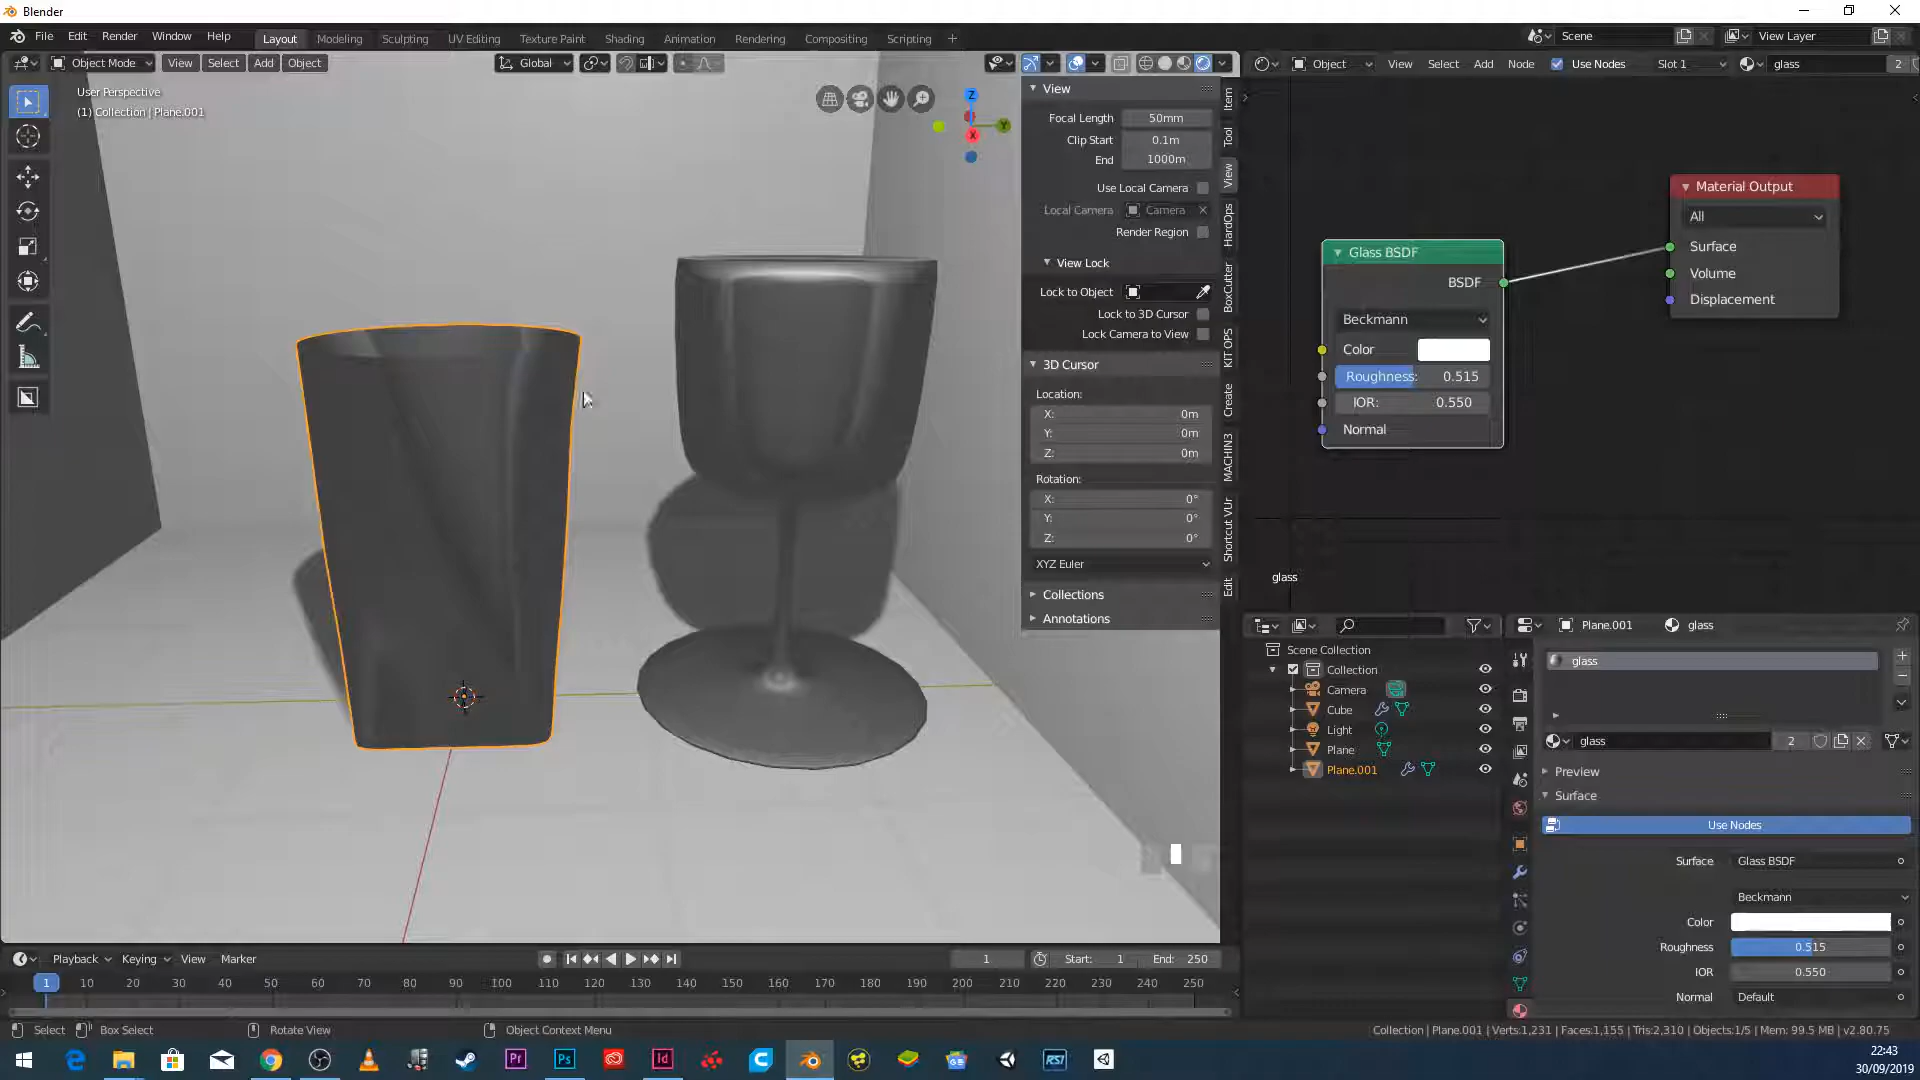 Blender
File Edit Render Window Help
Layout Modeling Sculpting UV Editing Texture Paint Shading Animation Rendering Compositing Scripting +
Scene
View Layer
Object Mode View Select Add Object
Global
Object View Select Add Node Use Nodes Slot 1 glass 2
User Perspective
(1) Collection | Plane.001
Z
Y
X
View
Focal Length 50mm
Clip Start 0.1m
End 1000m
Use Local Camera
Local Camera Camera
Render Region
View Lock
Lock to Object
Lock to 3D Cursor
Lock Camera to View
3D Cursor
Location:
X: 0m
Y: 0m
Z: 0m
Rotation:
X: 0°
Y: 0°
Z: 0°
XYZ Euler
Collections
Annotations
Item
Tool
View
HardOps
BoxCutter
KIT OPS
Create
MACHIN3
Shortcut VUr
Edit
Glass BSDF
BSDF
Beckmann
Color
Roughness: 0.515
IOR: 0.550
Normal
Material Output
All
Surface
Volume
Displacement
glass
Scene Collection
Collection
Camera
Cube
Light
Plane
Plane.001
Plane.001 glass
glass
glass 2
Preview
Surface
Use Nodes
Surface Glass BSDF
Beckmann
Color
Roughness 0.515
IOR 0.550
Normal Default
Playback Keying View Marker
1 Start: 1 End: 250
1 10 20 30 40 50 60 70 80 90 100 110 120 130 140 150 160 170 180 190 200 210 220 230 240 250
Select Box Select Rotate View Object Context Menu
Collection | Plane.001 | Verts:1,231 | Faces:1,155 | Tris:2,310 | Objects:1/5 | Mem: 99.5 MB | v2.80.75
Pr Ps Id RS!
22:43
30/09/2019